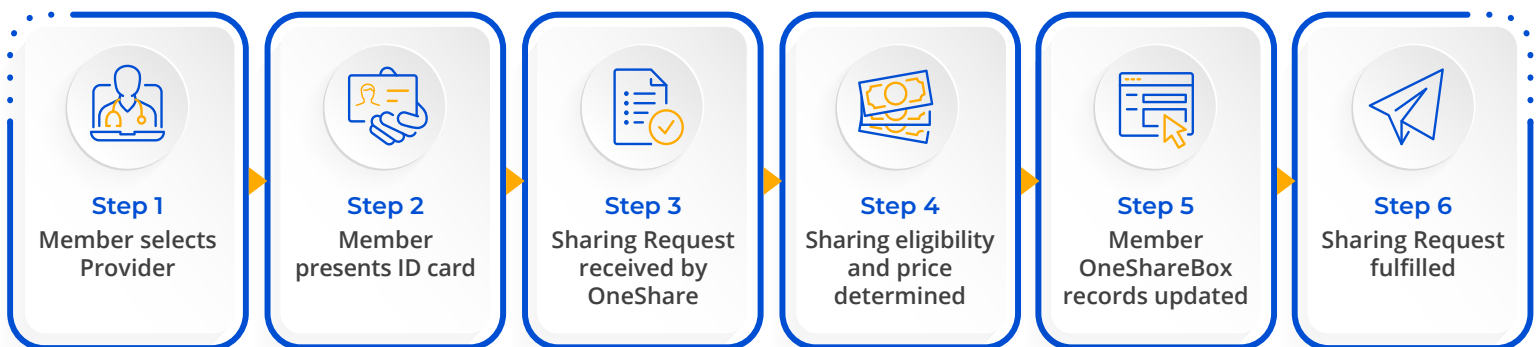 Step 1
Member selects
Provider
Step 2
Member
presents ID card
Step 3
Sharing Request
received by
OneShare
Step 4
Sharing eligibility
and price
determined
Step 5
Member
OneShareBox
records updated
Step 6
Sharing Request
fulfilled